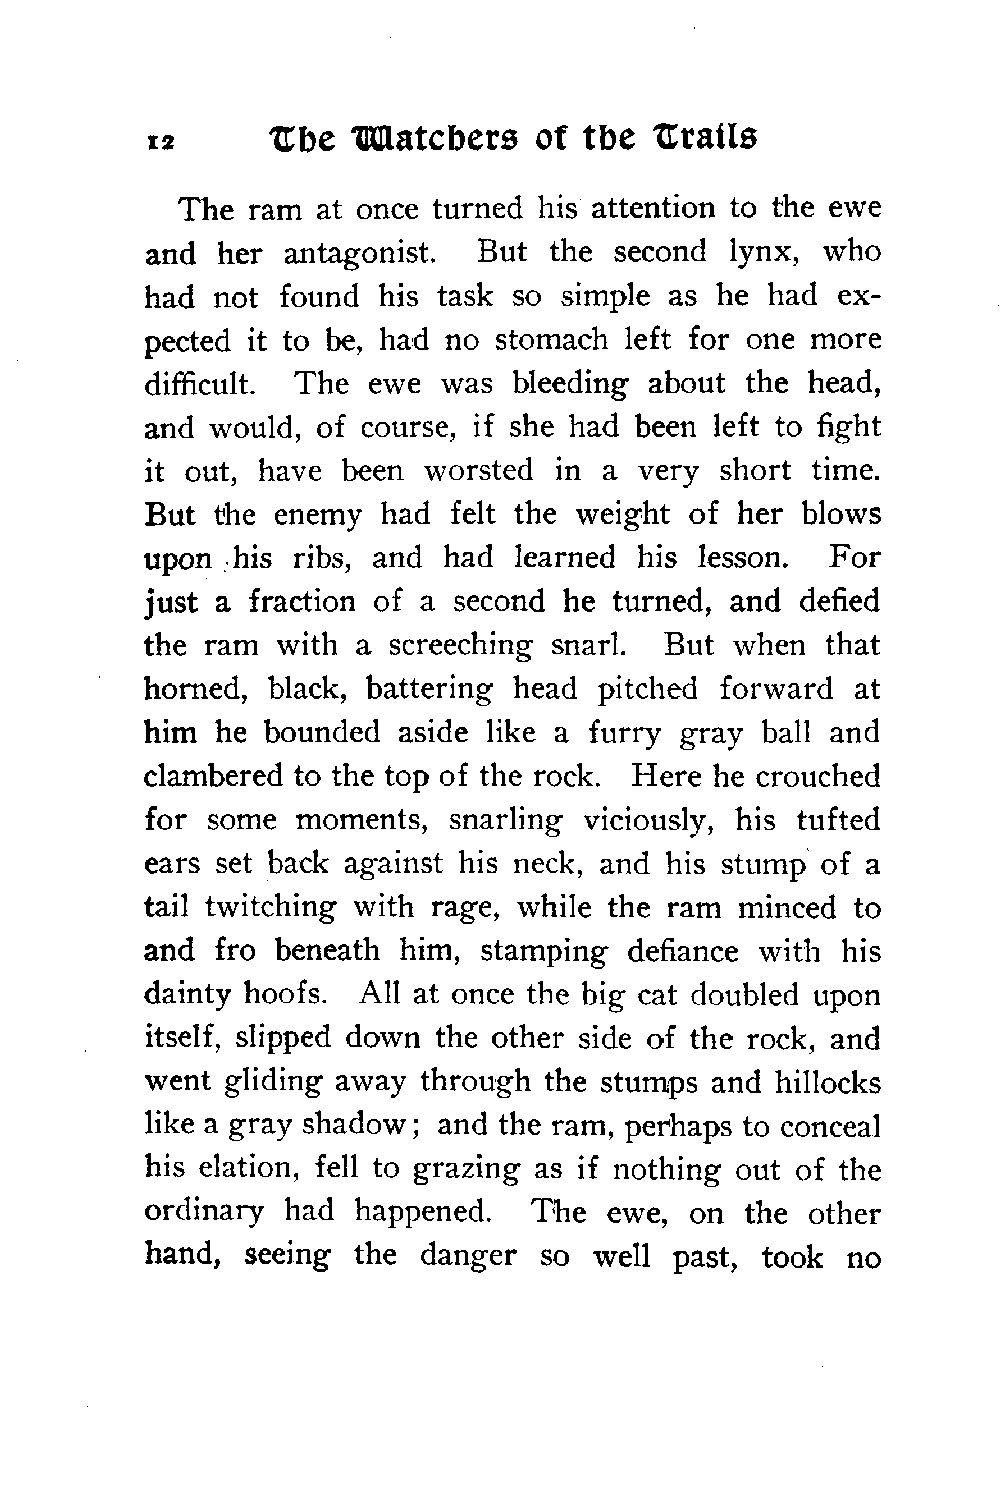 12 The Watchers of the Trails
The ram at once turned his attention to the ewe
and her antagonist. But the second lynx, who
had not found his task so simple as he had ex-
pected it to be, had no stomach left for one more
difficult. The ewe was bleeding about the head,
and would, of course, if she had been left to fight
it out, have been worsted in a very short time.
But the enemy had felt the weight of her blows
upon his ribs, and had learned his lesson. For
just a fraction of a second he turned, and defied
the ram with a screeching snarl. But when that
horned, black, battering head pitched forward at
him he bounded aside like a furry gray ball and
clambered to the top of the rock. Here he crouched
for some moments, snarling viciously, his tufted
ears set back against his neck, and his stump of a
tail twitching with rage, while the ram minced to
and fro beneath him, stamping defiance with his
dainty hoofs. All at once the big cat doubled upon
itself, slipped down the other side of the rock, and
went gliding away through the stumps and hillocks
like a gray shadow; and the ram, perhaps to conceal
his elation, fell to grazing as if nothing out of the
ordinary had happened. The ewe, on the other
hand, seeing the danger so well past, took no